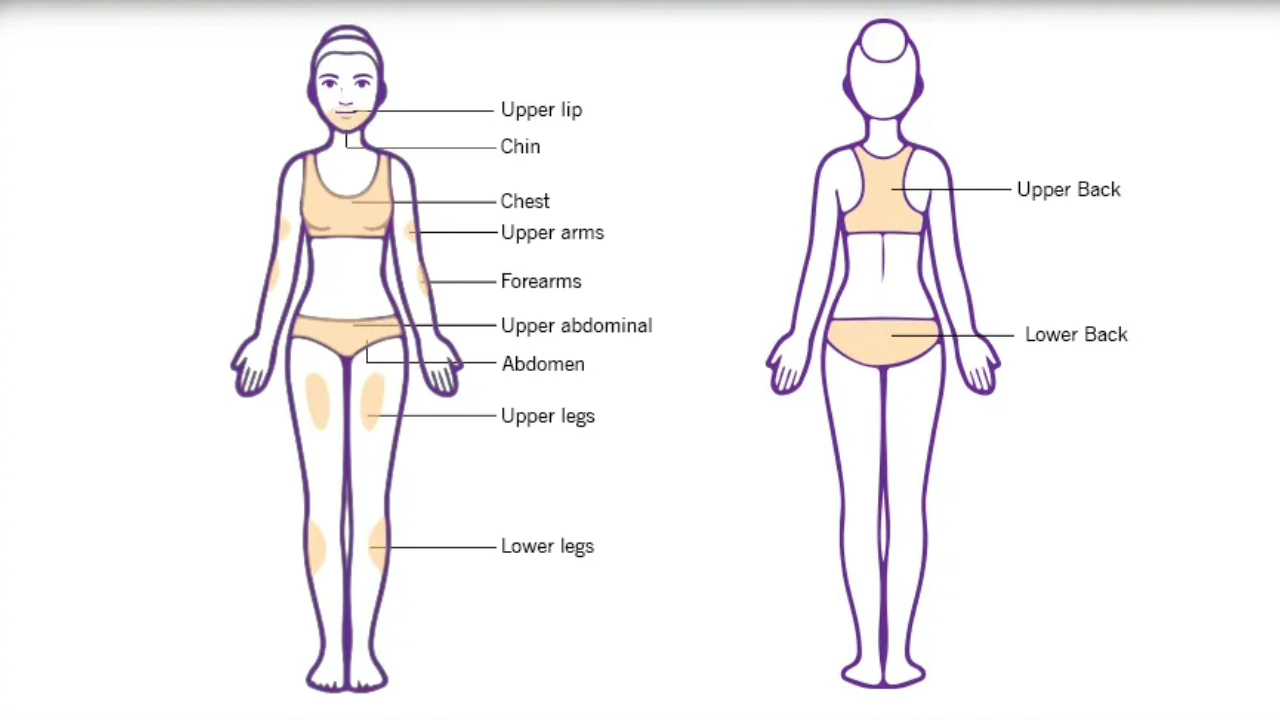 Upper lip
Chin
Chest
Upper arms
Forearms
Upper abdominal
Abdomen
Upper legs
Lower legs
Upper Back
Lower Back